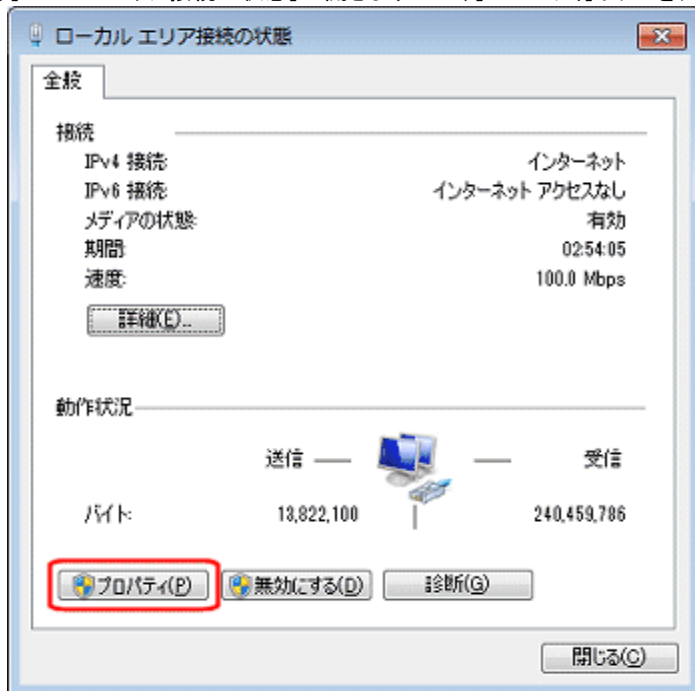 ローカル エリア接続の状態
全般
接続
IPv4 接続: インターネット
IPv6 接続: インターネット アクセスなし
メディアの状態: 有効
期間: 02:54:05
速度: 100.0 Mbps
詳細(E)...
動作状況
送信 受信
バイト: 13,822,100 240,459,786
プロパティ(P) 無効にする(D) 診断(G)
閉じる(C)